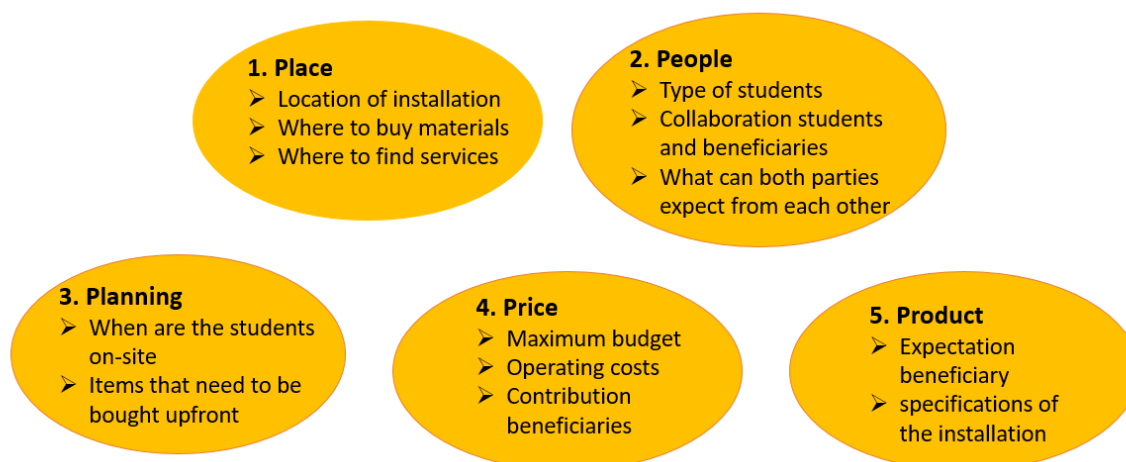 1. Place
➢ Location of installation
➢ Where to buy materials
➢ Where to find services
2. People
➢ Type of students
➢ Collaboration students
and beneficiaries
➢ What can both parties
expect from each other
3. Planning
➢ When are the students
on-site
➢ Items that need to be
bought upfront
4. Price
➢ Maximum budget
➢ Operating costs
➢ Contribution
beneficiaries
5. Product
➢ Expectation
beneficiary
➢ specifications of
the installation